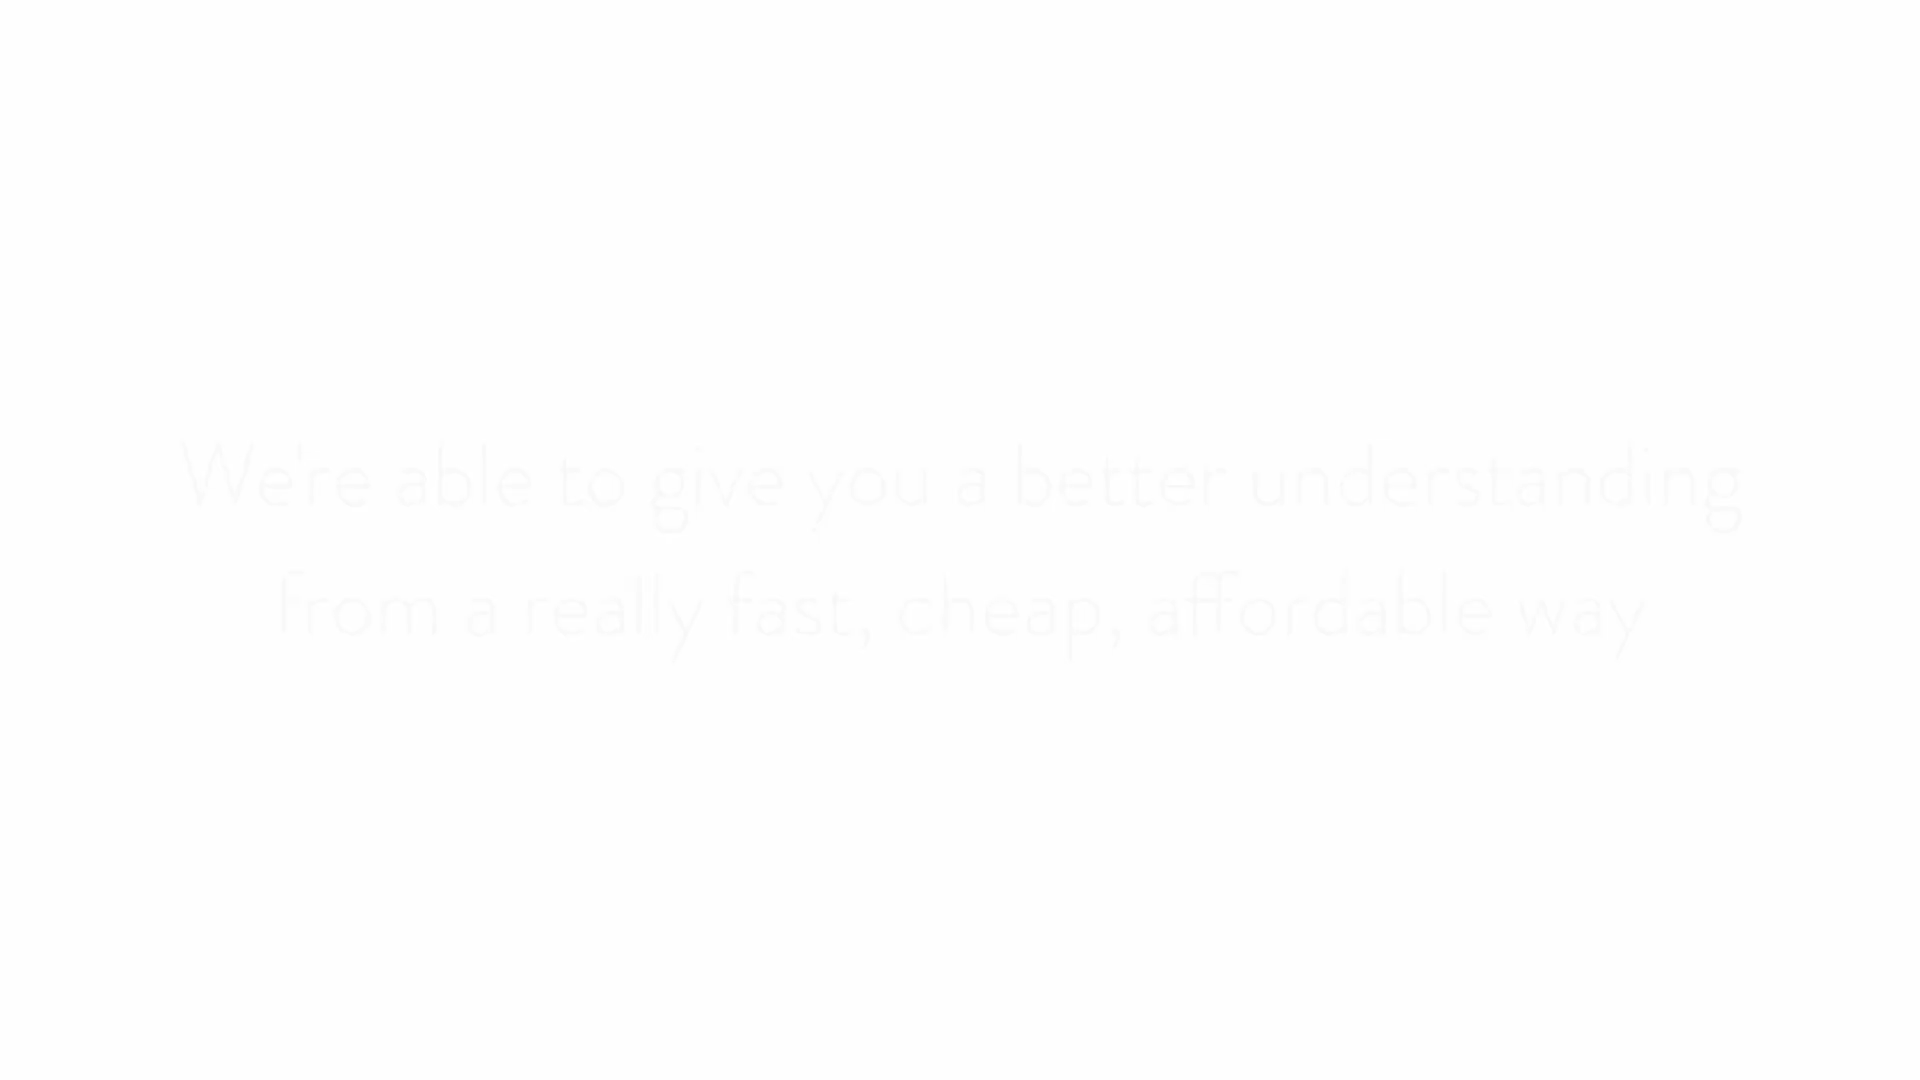 We're able to give you a better understanding
from a really fast, cheap, affordable way